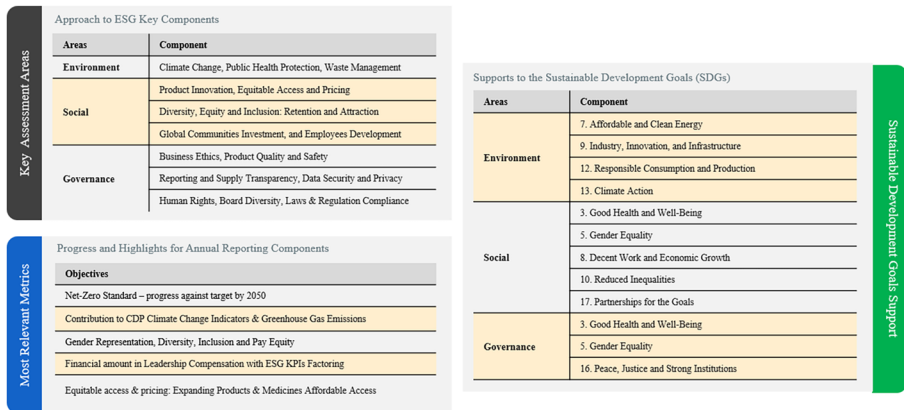 Key Assessment Areas
Approach to ESG Key Components
Areas Component
Environment Climate Change, Public Health Protection, Waste Management
Social
Product Innovation, Equitable Access and Pricing
Diversity, Equity and Inclusion: Retention and Attraction
Global Communities Investment, and Employees Development
Governance
Business Ethics, Product Quality and Safety
Reporting and Supply Transparency, Data Security and Privacy
Human Rights, Board Diversity, Laws & Regulation Compliance
Most Relevant Metrics
Progress and Highlights for Annual Reporting Components
Objectives
Net-Zero Standard – progress against target by 2050
Contribution to CDP Climate Change Indicators & Greenhouse Gas Emissions
Gender Representation, Diversity, Inclusion and Pay Equity
Financial amount in Leadership Compensation with ESG KPIs Factoring
Equitable access & pricing: Expanding Products & Medicines Affordable Access
Supports to the Sustainable Development Goals (SDGs)
Areas Component
Environment
7. Affordable and Clean Energy
9. Industry, Innovation, and Infrastructure
12. Responsible Consumption and Production
13. Climate Action
Social
3. Good Health and Well-Being
5. Gender Equality
8. Decent Work and Economic Growth
10. Reduced Inequalities
17. Partnerships for the Goals
Governance
3. Good Health and Well-Being
5. Gender Equality
16. Peace, Justice and Strong Institutions
Sustainable Development Goals Support